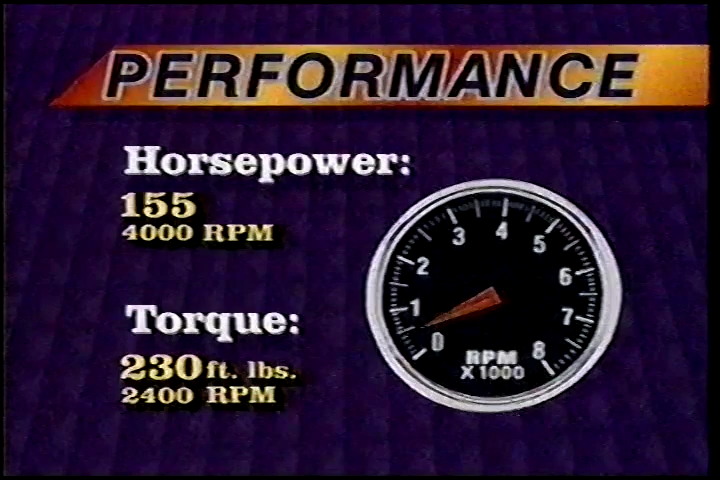 PERFORMANCE
Horsepower:
155
4000 RPM
Torque:
230 ft. lbs.
2400 RPM
0
1
2
3
4
5
6
7
8
RPM
X 1000